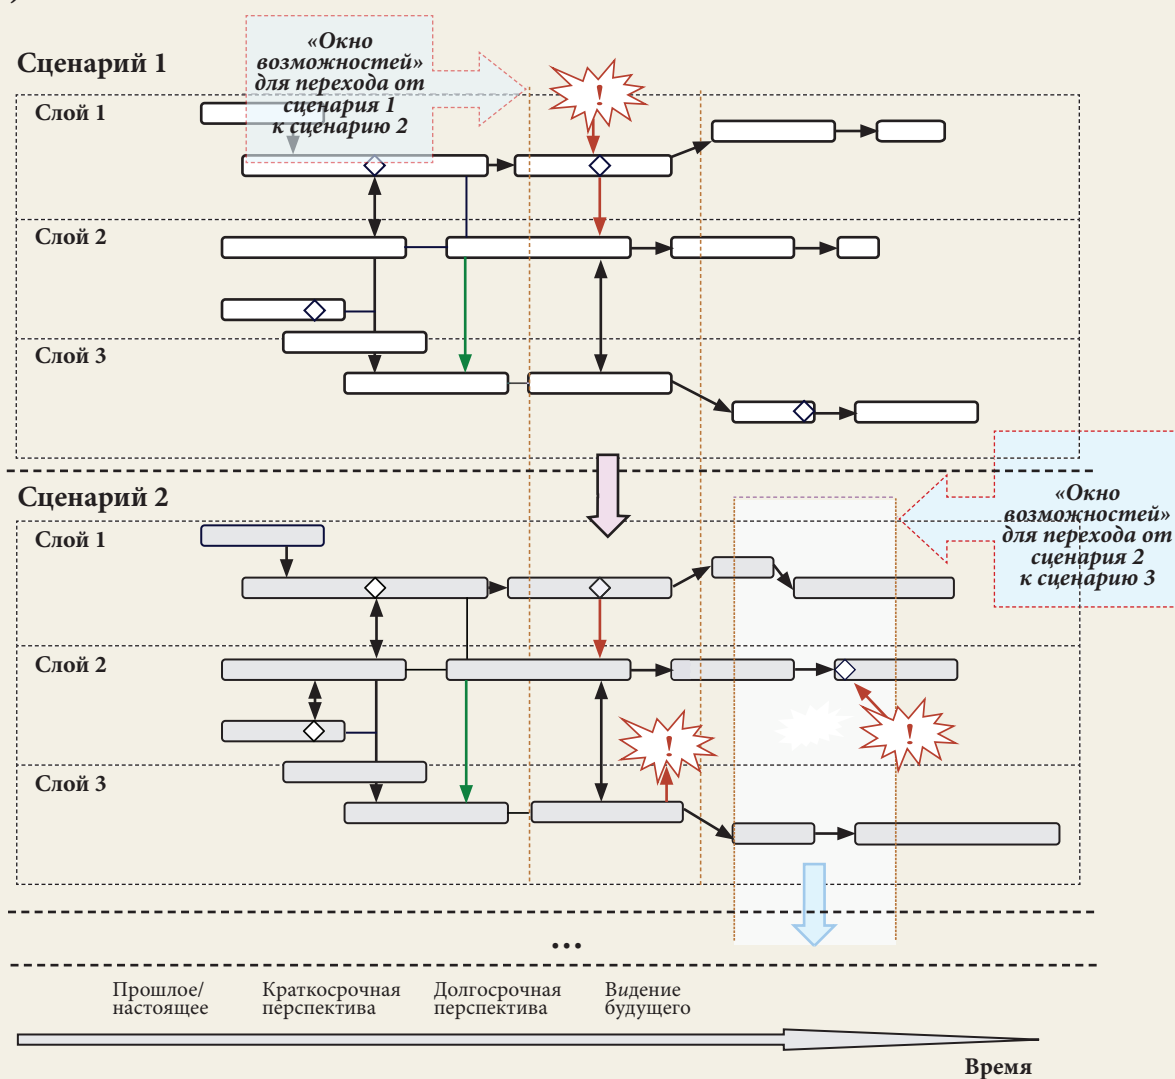 Сценарий 1
«Окно
возможностей»
для перехода от
сценария 1
к сценарию 2
!
Слой 1
Слой 2
Слой 3
Сценарий 2
«Окно
возможностей»
для перехода от
сценария 2
к сценарию 3
Слой 1
Слой 2
!
!
Слой 3
...
Прошлое/
настоящее
Краткосрочная
перспектива
Долгосрочная
перспектива
Видение
будущего
Время